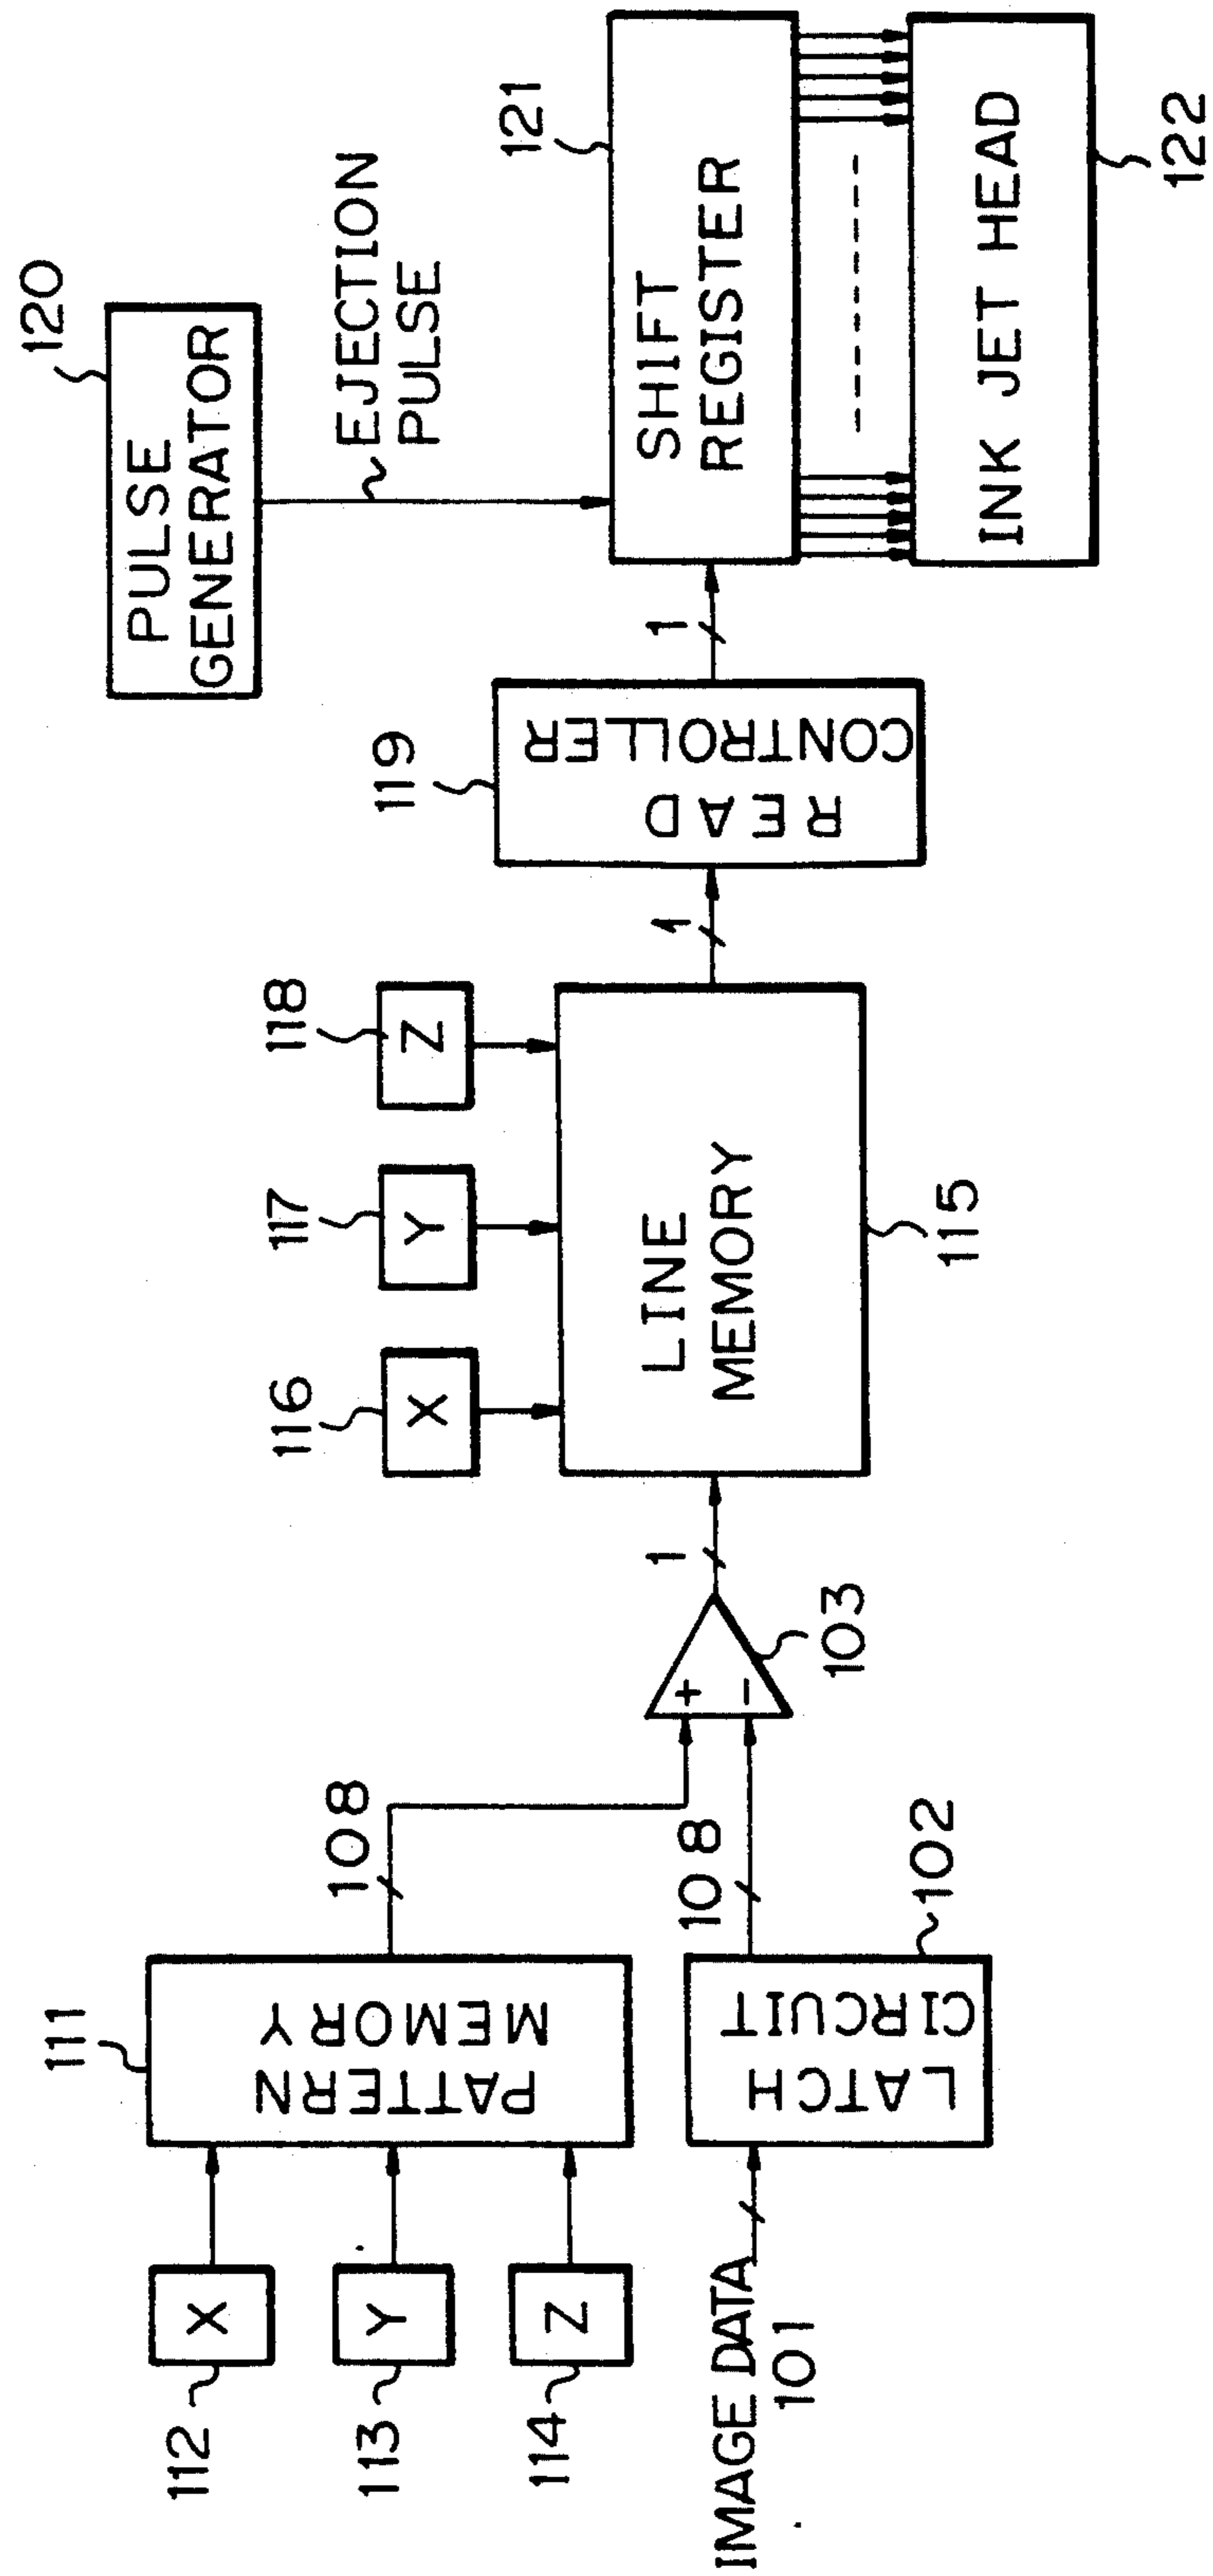 112
X
113
Y
114
Z
IMAGE DATA
101
111
PATTERN
MEMORY
LATCH
CIRCUIT
102
108
108
+
−
103
1
116
X
117
Y
118
Z
LINE
MEMORY
115
1
119
READ
CONTROLLER
1
120
PULSE
GENERATOR
EJECTION
PULSE
121
SHIFT
REGISTER
INK JET HEAD
122